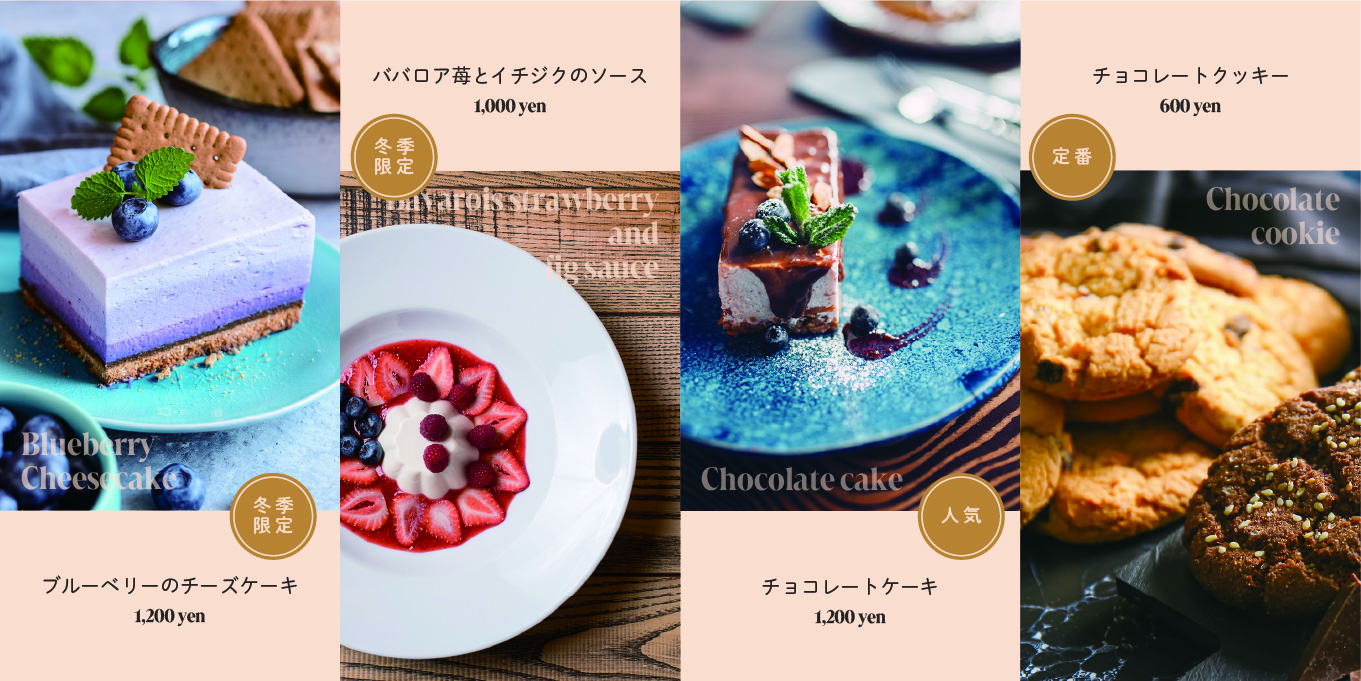 Blueberry
Cheesecake
冬季
限定
ブルーベリーのチーズケーキ
1,200 yen
ババロア苺とイチジクのソース
1,000 yen
冬季
限定
strawberry
and
fig sauce
Chocolate cake
人気
チョコレートケーキ
1,200 yen
チョコレートクッキー
600 yen
定番
Chocolate
cookie